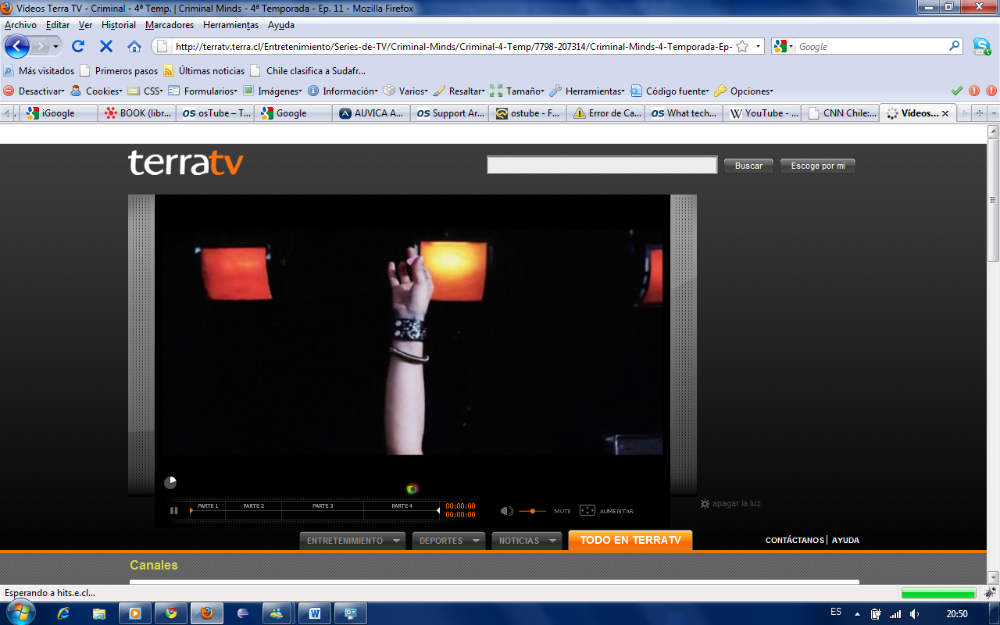 Vídeos Terra TV - Criminal - 4ª Temp. | Criminal Minds - 4ª Temporada - Ep. 11 - Mozilla Firefox
Archivo Editar Ver Historial Marcadores Herramientas Ayuda
http://terratv.terra.cl/Entretenimiento/Series-de-TV/Criminal-Minds/Criminal-4-Temp/7798-207314/Criminal-Minds-4-Temporada-Ep- Google
Más visitados Primeros pasos Últimas noticias Chile clasifica a Sudafr...
Desactivar Cookies CSS Formularios Imágenes Información Varios Resaltar Tamaño Herramientas Código fuente Opciones
. iGoogle BOOK (libr... osTube – T... Google AUVICA A... Support Ar... ostube - F... Error de Ca... What tech... YouTube - ... CNN Chile:... Vídeos...
terratv Buscar Escoge por mi
apagar la luz
PARTE 1 PARTE 2 PARTE 3 PARTE 4 00:00:00
00:00:00 MUTE AUMENTAR
ENTRETENIMIENTO DEPORTES NOTICIAS TODO EN TERRATV CONTÁCTANOS | AYUDA
Canales
Esperando a hits.e.cl...
ES 20:50